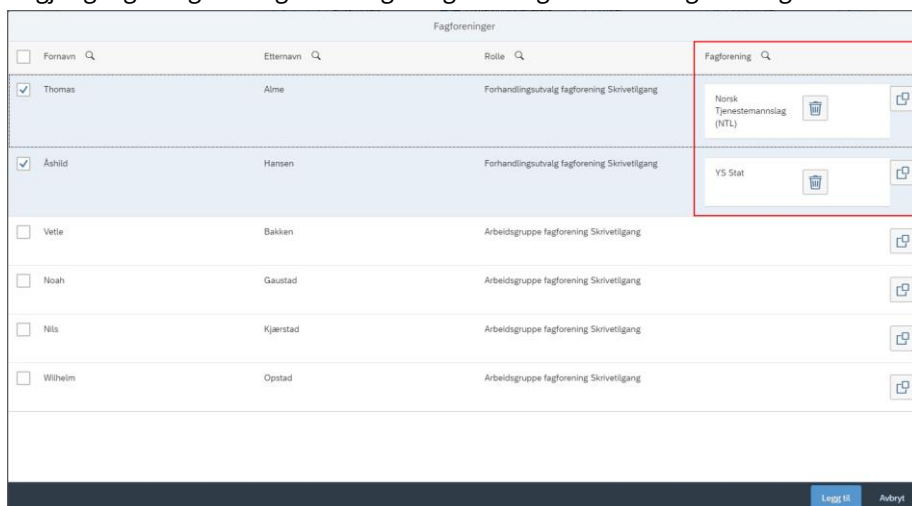 Fagforeninger
Fornavn Etternavn Rolle Fagforening
Thomas Alme Forhandlingsutvalg fagforening Skrivetilgang
Norsk
Tjenestemannslag
(NTL)
Åshild Hansen Forhandlingsutvalg fagforening Skrivetilgang YS Stat
Vetle Bakken Arbeidsgruppe fagforening Skrivetilgang
Noah Gaustad Arbeidsgruppe fagforening Skrivetilgang
Nils Kjærstad Arbeidsgruppe fagforening Skrivetilgang
Wilhelm Opstad Arbeidsgruppe fagforening Skrivetilgang
Legg til Avbryt